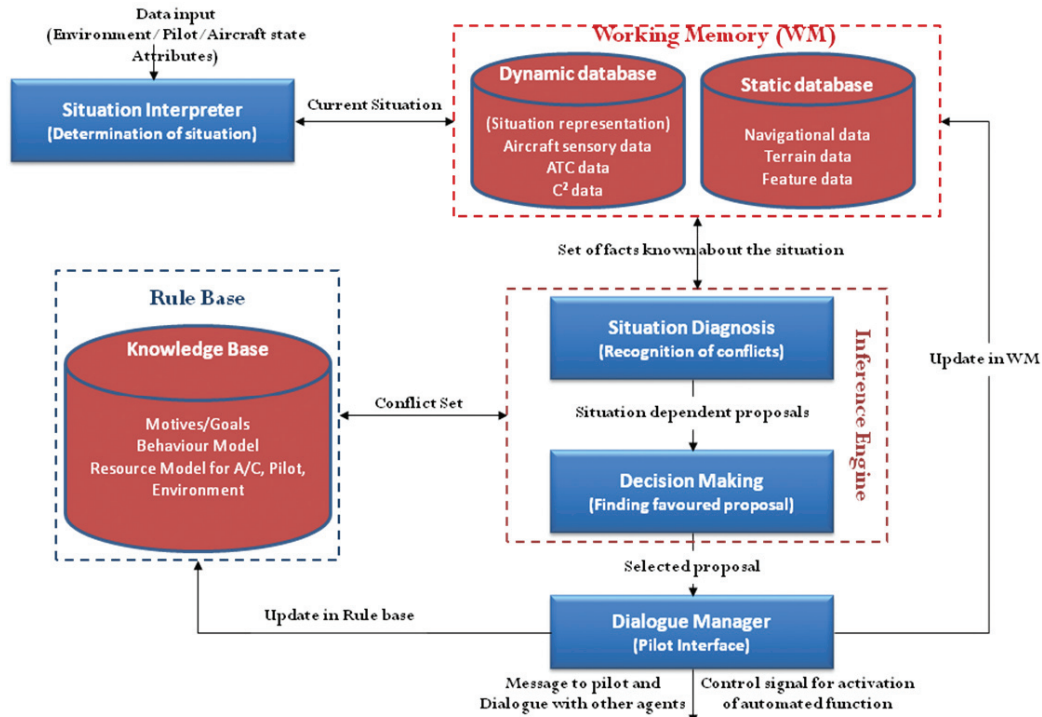 Data input
(Environment/ Pilot/Aircraft state
Attributes)
Situation Interpreter
(Determination of situation)
Current Situation
Working Memory (WM)
Dynamic database
(Situation representation)
Aircraft sensory data
ATC data
C² data
Static database
Navigational data
Terrain data
Feature data
Set of facts known about the situation
Rule Base
Knowledge Base
Motives/Goals
Behaviour Model
Resource Model for A/C, Pilot,
Environment
Conflict Set
Situation Diagnosis
(Recognition of conflicts)
Situation dependent proposals
Decision Making
(Finding favoured proposal)
Inference Engine
Update in WM
Selected proposal
Update in Rule base
Dialogue Manager
(Pilot Interface)
Message to pilot and
Dialogue with other agents
Control signal for activation
of automated function